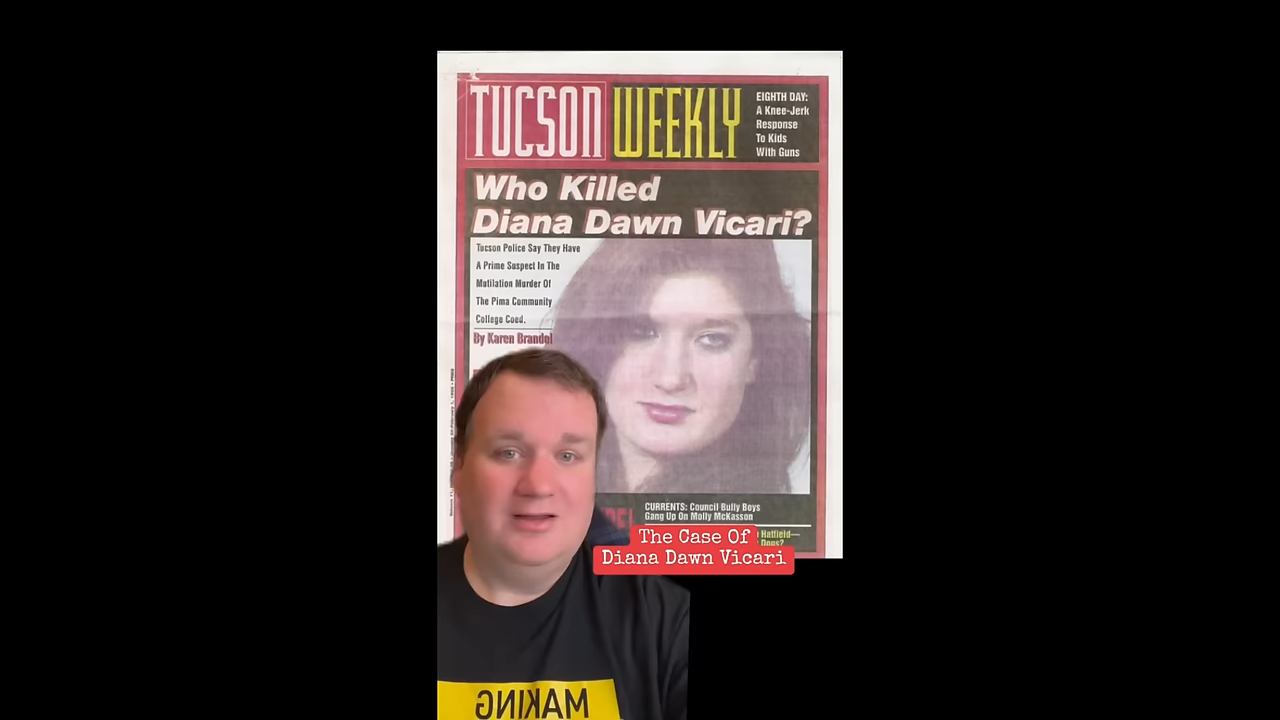 TUCSON WEEKLY
EIGHTH DAY:
A Knee-Jerk
Response
To Kids
With Guns
Who Killed
Diana Dawn Vicari?
Tucson Police Say They Have
A Prime Suspect In The
Mutilation Murder Of
The Pima Community
College Coed.
By Karen Brandel
CURRENTS: Council Bully Boys
Gang Up On Molly McKasson
Hatfield—
Dogs?
The Case Of
Diana Dawn Vicari
MAKING